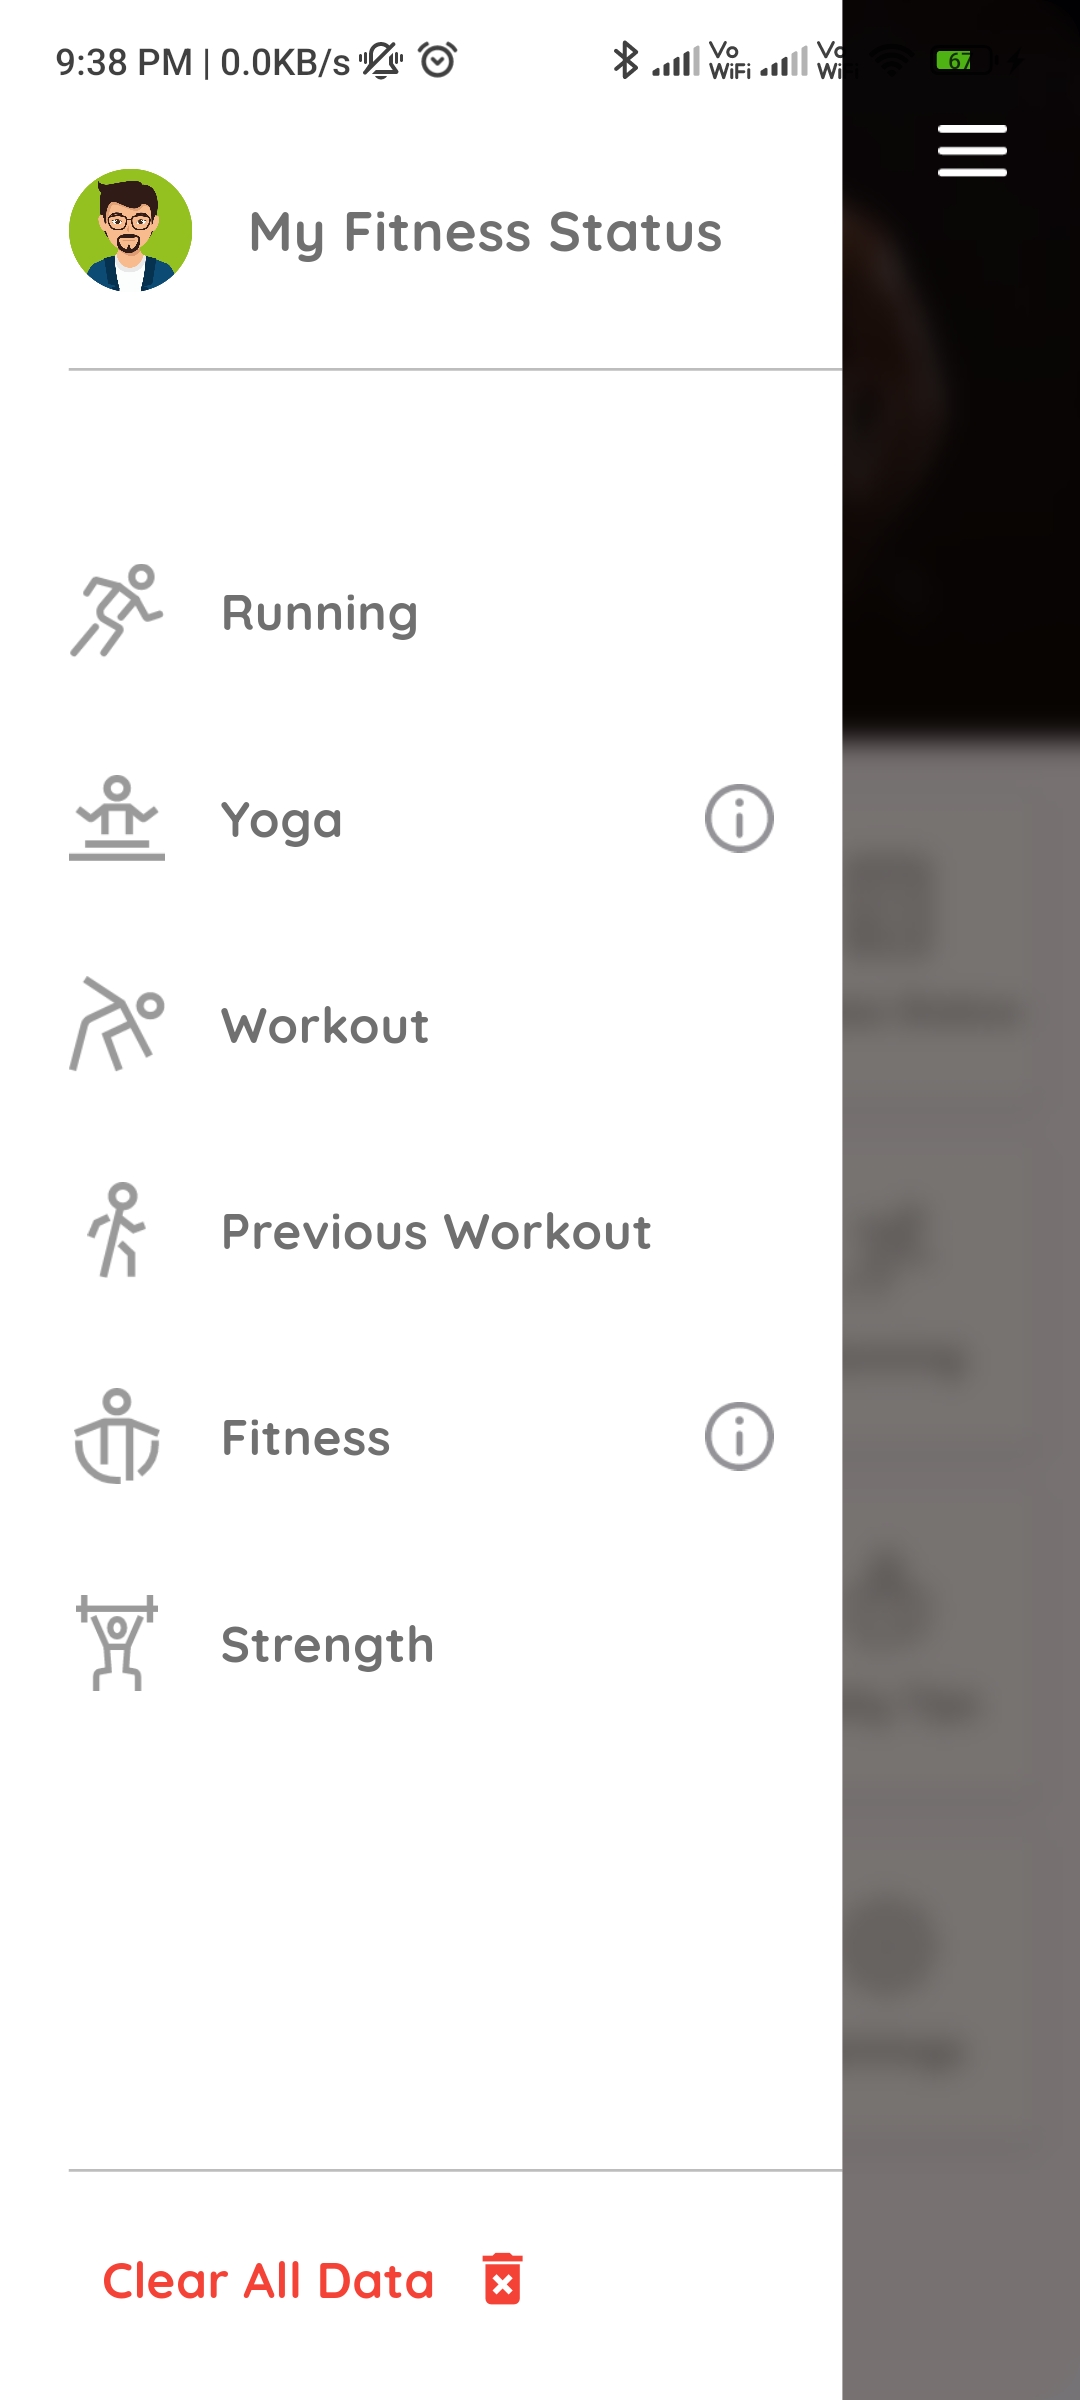 9:38 PM | 0.0KB/s Vo WiFi Vo WiFi 67
My Fitness Status
Running
Yoga
Workout
Previous Workout
Fitness
Strength
Clear All Data